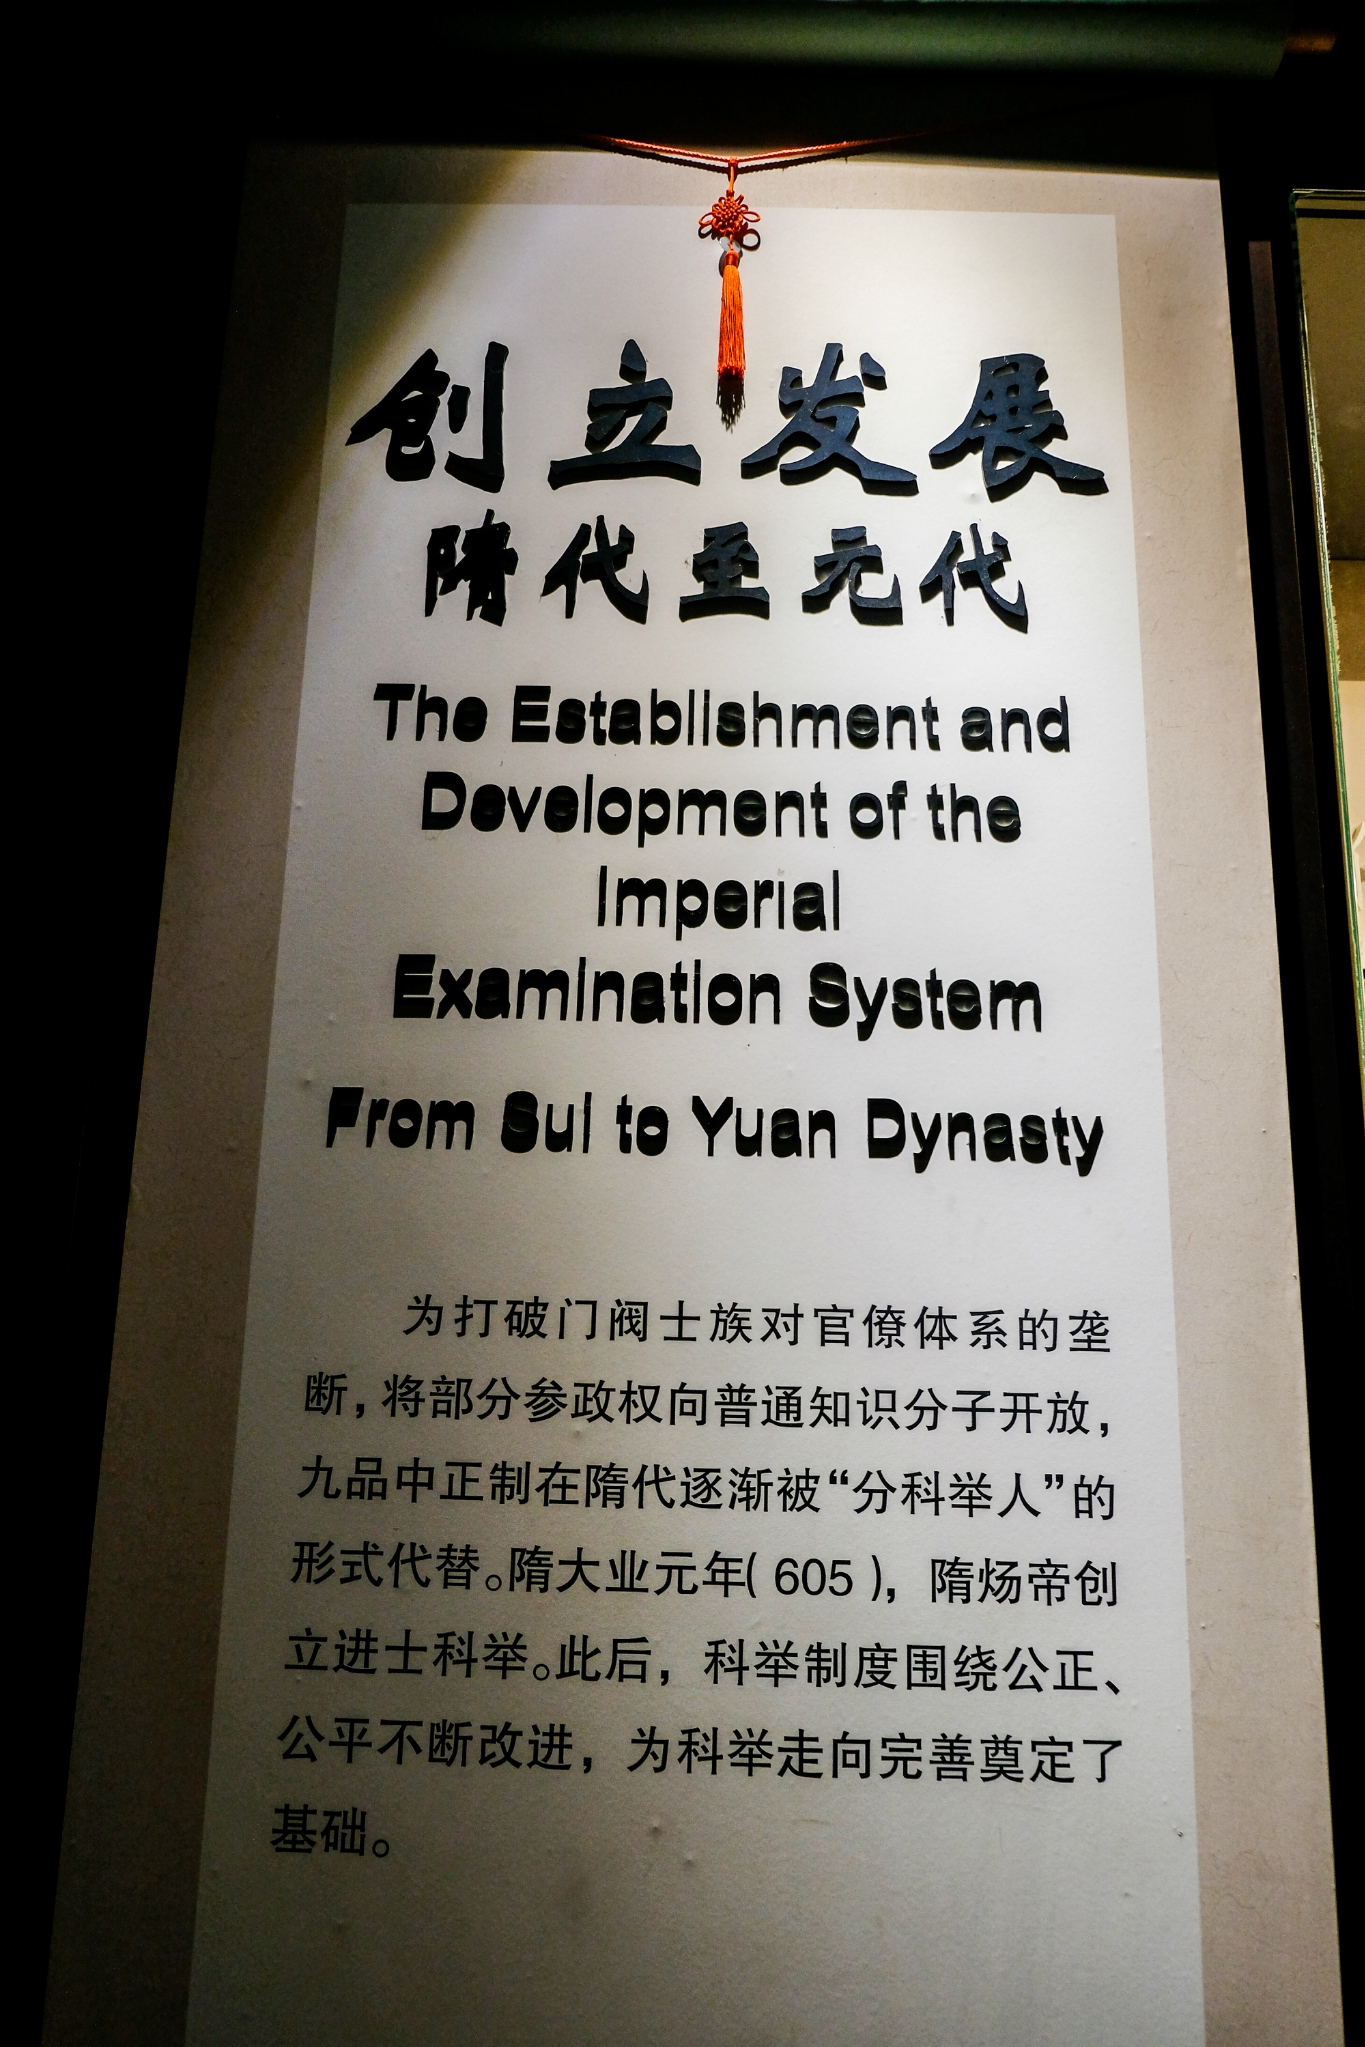 创立发展
隋代至元代
The Establishment and
Development of the
Imperial
Examination System
From Sui to Yuan Dynasty
为打破门阀士族对官僚体系的垄
断，将部分参政权向普通知识分子开放，
九品中正制在隋代逐渐被“分科举人”的
形式代替。隋大业元年（605），隋炀帝创
立进士科举。此后，科举制度围绕公正、
公平不断改进，为科举走向完善奠定了
基础。